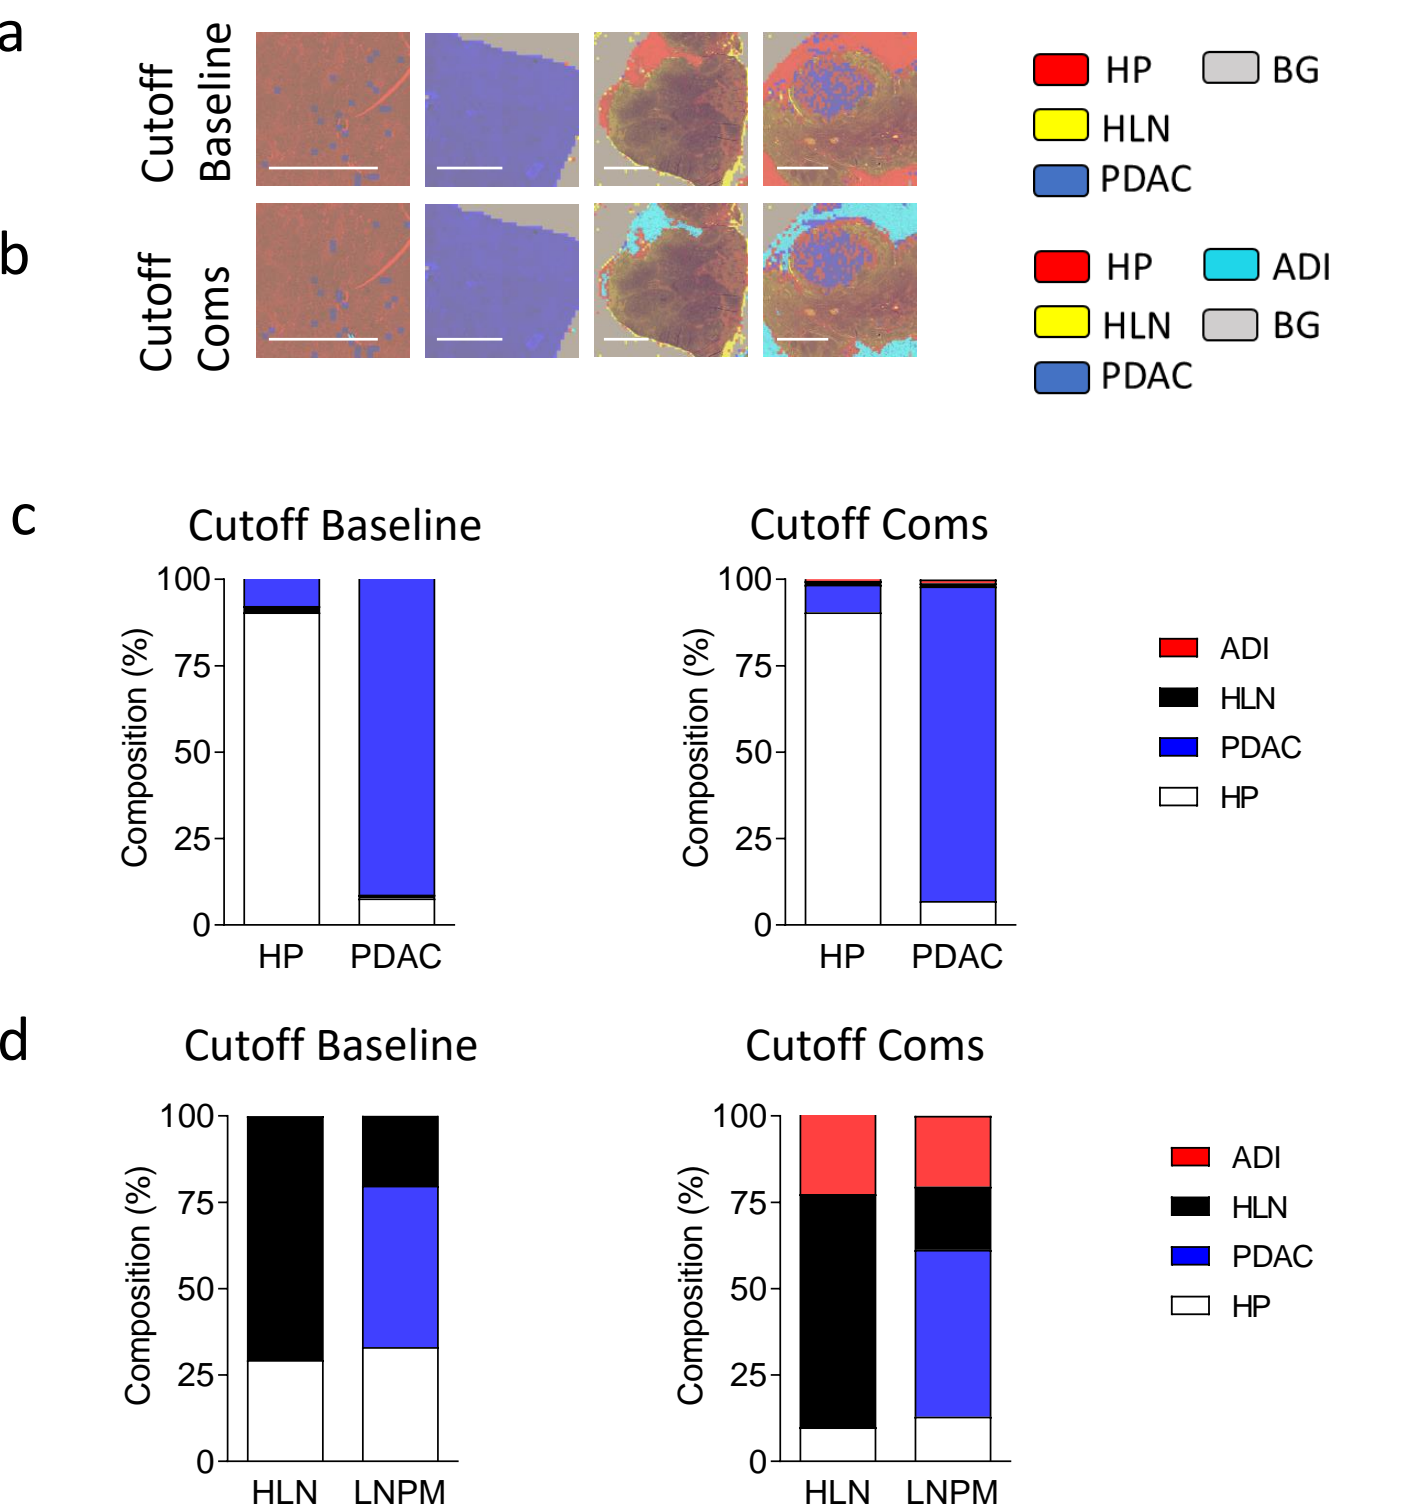 a
Cutoff
Baseline
HP
BG
HLN
PDAC
b
Cutoff
Coms
HP
ADI
HLN
BG
PDAC
c
Cutoff Baseline
Composition (%)
100
75
50
25
0
HP
PDAC
Cutoff Coms
Composition (%)
100
75
50
25
0
HP
PDAC
ADI
HLN
PDAC
HP
d
Cutoff Baseline
Composition (%)
100
75
50
25
0
HLN
LNPM
Cutoff Coms
Composition (%)
100
75
50
25
0
HLN
LNPM
ADI
HLN
PDAC
HP